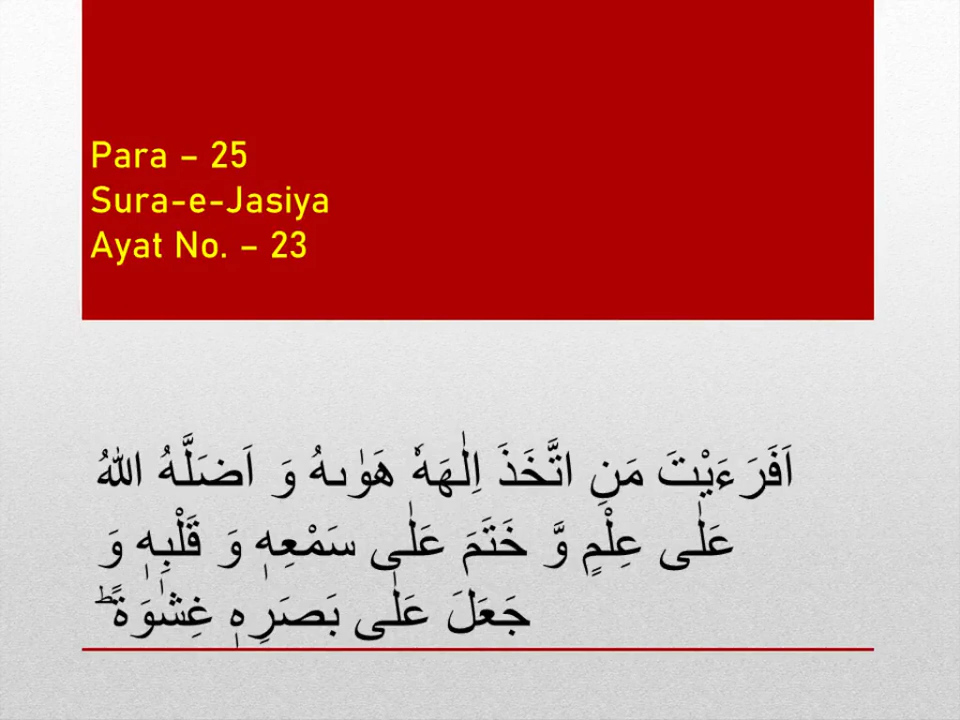 Para – 25
Sura-e-Jasiya
Ayat No. – 23
اَفَرَءَیْتَ مَنِ اتَّخَذَ اِلٰهَهٗ هَوٰىهُ وَ اَضَلَّهُ اللّٰهُ
عَلٰى عِلْمٍ وَّ خَتَمَ عَلٰى سَمْعِهٖ وَ قَلْبِهٖ وَ
جَعَلَ عَلٰى بَصَرِهٖ غِشٰوَةًؕ